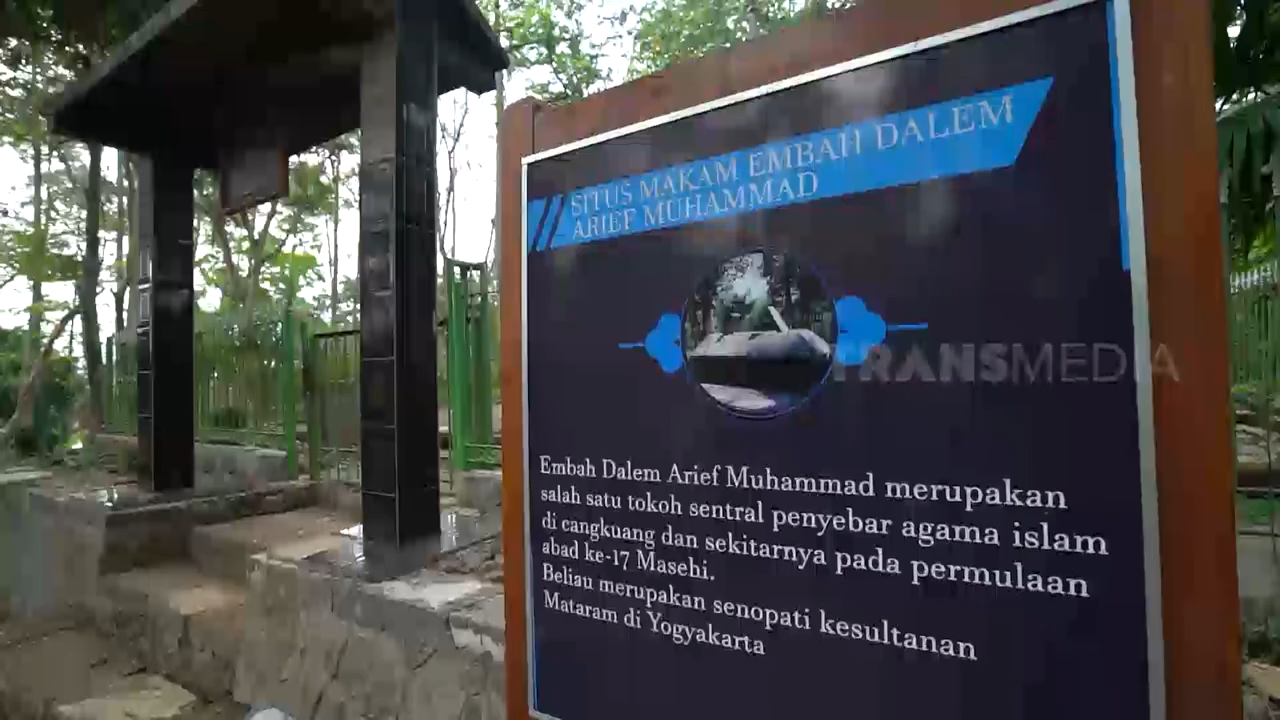 SITUS MAKAM EMBAH DALEM
ARIEF MUHAMMAD
TRANSMEDIA
Embah Dalem Arief Muhammad merupakan
salah satu tokoh sentral penyebar agama islam
di cangkuang dan sekitarnya pada permulaan
abad ke-17 Masehi.
Beliau merupakan senopati kesultanan
Mataram di Yogyakarta